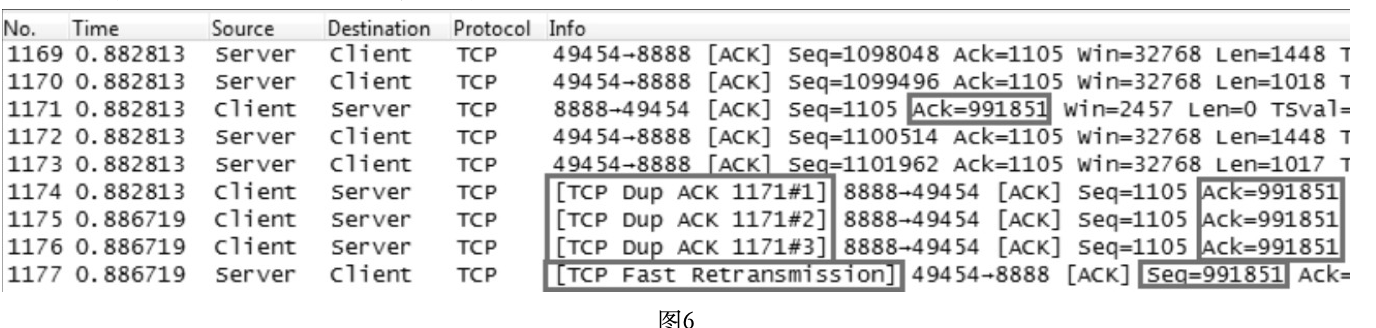 No. Time Source Destination Protocol Info
1169 0.882813 Server Client TCP 49454→8888 [ACK] Seq=1098048 Ack=1105 Win=32768 Len=1448 T
1170 0.882813 Server Client TCP 49454→8888 [ACK] Seq=1099496 Ack=1105 Win=32768 Len=1018 T
1171 0.882813 Client Server TCP 8888→49454 [ACK] Seq=1105 Ack=991851 Win=2457 Len=0 TSval=
1172 0.882813 Server Client TCP 49454→8888 [ACK] Seq=1100514 Ack=1105 Win=32768 Len=1448 T
1173 0.882813 Server Client TCP 49454→8888 [ACK] Seq=1101962 Ack=1105 Win=32768 Len=1017 T
1174 0.882813 Client Server TCP [TCP Dup ACK 1171#1] 8888→49454 [ACK] Seq=1105 Ack=991851
1175 0.886719 Client Server TCP [TCP Dup ACK 1171#2] 8888→49454 [ACK] Seq=1105 Ack=991851
1176 0.886719 Client Server TCP [TCP Dup ACK 1171#3] 8888→49454 [ACK] Seq=1105 Ack=991851
1177 0.886719 Server Client TCP [TCP Fast Retransmission] 49454→8888 [ACK] Seq=991851 Ack=
图6